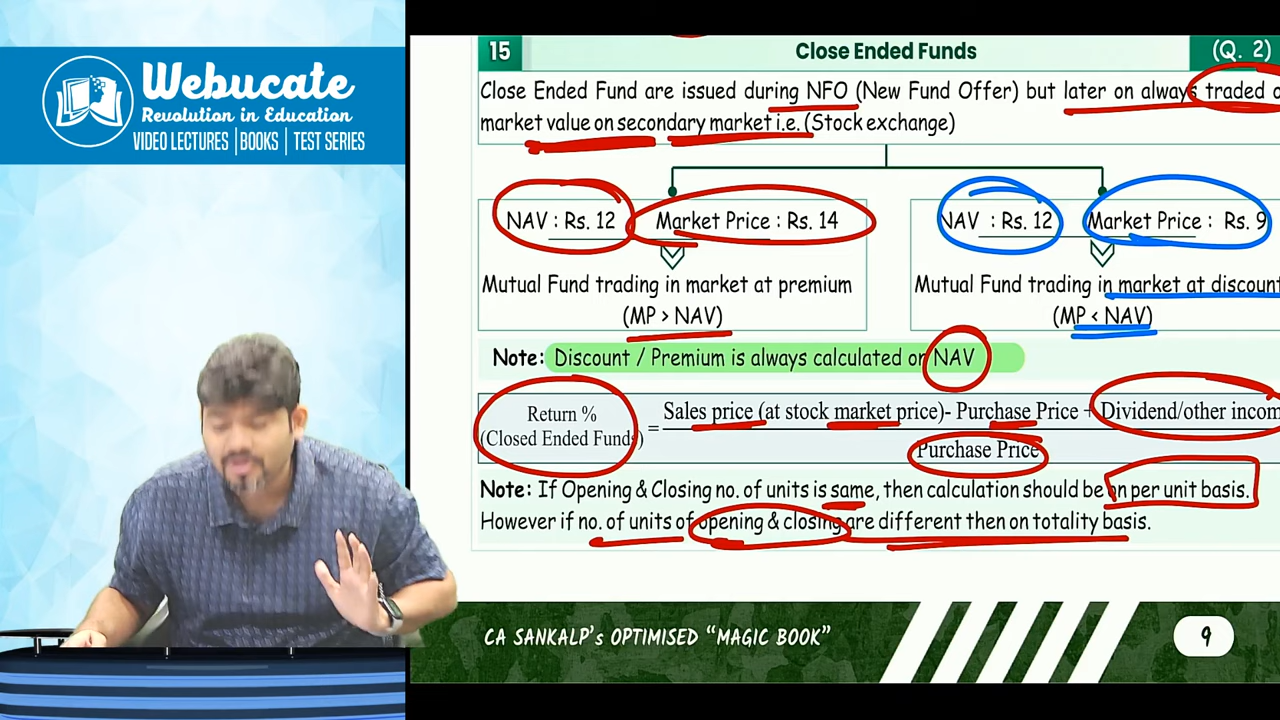 Webucate
Revolution in Education
VIDEO LECTURES | BOOKS | TEST SERIES
15 Close Ended Funds (Q. 2)
Close Ended Fund are issued during NFO (New Fund Offer) but later on always traded
market value on secondary market i.e. (Stock exchange)
NAV : Rs. 12 Market Price : Rs. 14
Mutual Fund trading in market at premium
(MP > NAV)
NAV : Rs. 12 Market Price : Rs. 9
Mutual Fund trading in market at discount
(MP < NAV)
Note: Discount / Premium is always calculated on NAV
Return %
(Closed Ended Funds)
=
Sales price (at stock market price)- Purchase Price + Dividend/other incom
Purchase Price
Note: If Opening & Closing no. of units is same, then calculation should be on per unit basis.
However if no. of units of opening & closing are different then on totality basis.
CA SANKALP's OPTIMISED "MAGIC BOOK"
9